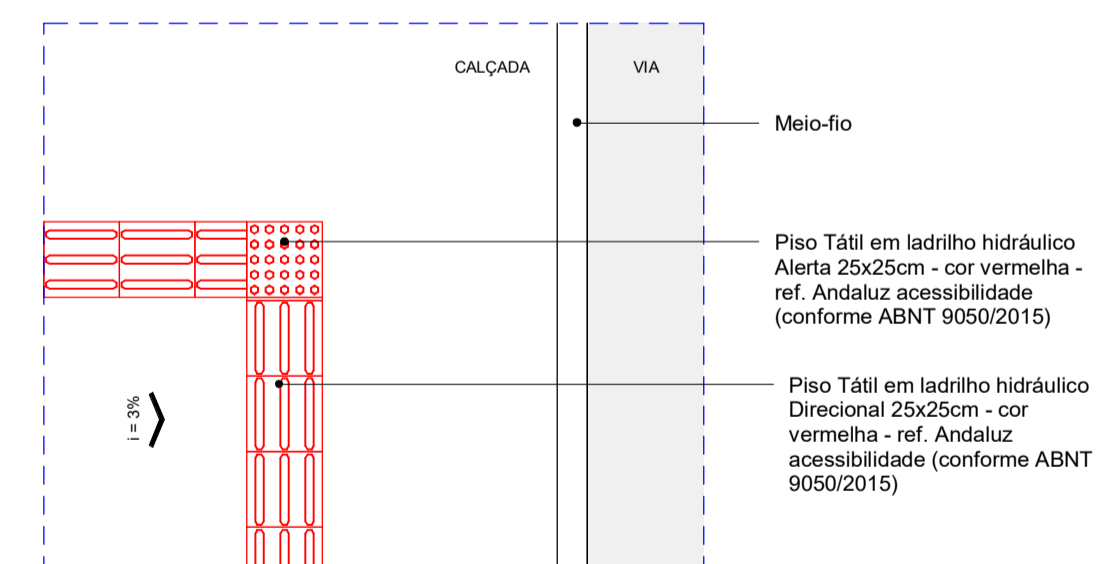 CALÇADA
VIA
Meio-fio
Piso Tátil em ladrilho hidráulico
Alerta 25x25cm - cor vermelha -
ref. Andaluz acessibilidade
(conforme ABNT 9050/2015)
Piso Tátil em ladrilho hidráulico
Direcional 25x25cm - cor
vermelha - ref. Andaluz
acessibilidade (conforme ABNT
9050/2015)
i = 3%